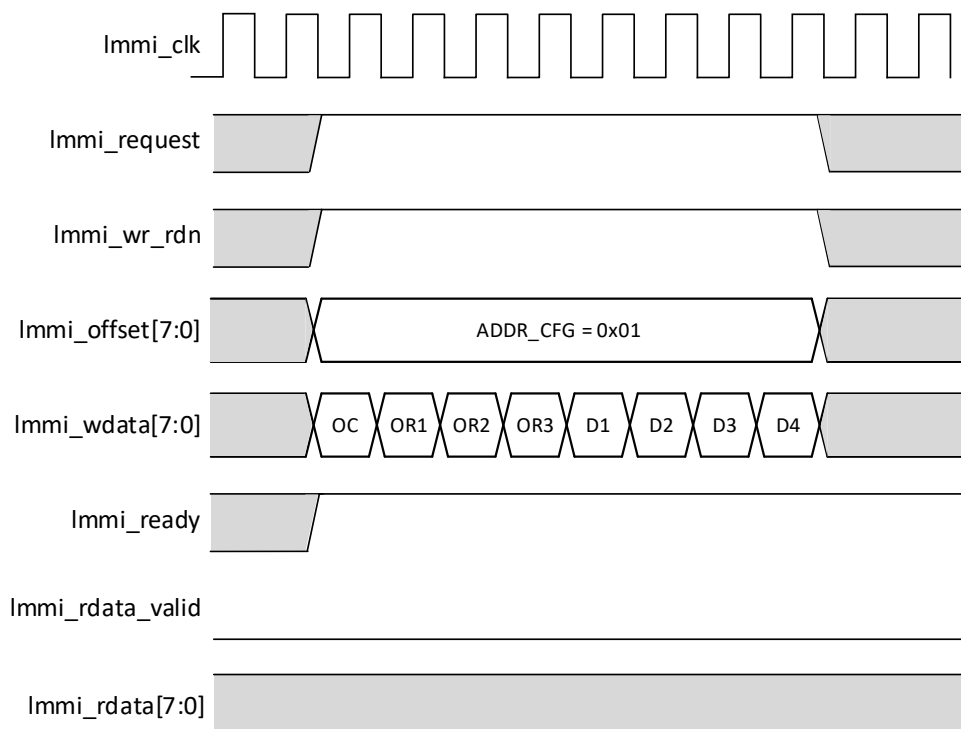 lmmi_clk
lmmi_request
lmmi_wr_rdn
lmmi_offset[7:0]
ADDR_CFG = 0x01
lmmi_wdata[7:0]
OC OR1 OR2 OR3 D1 D2 D3 D4
lmmi_ready
lmmi_rdata_valid
lmmi_rdata[7:0]